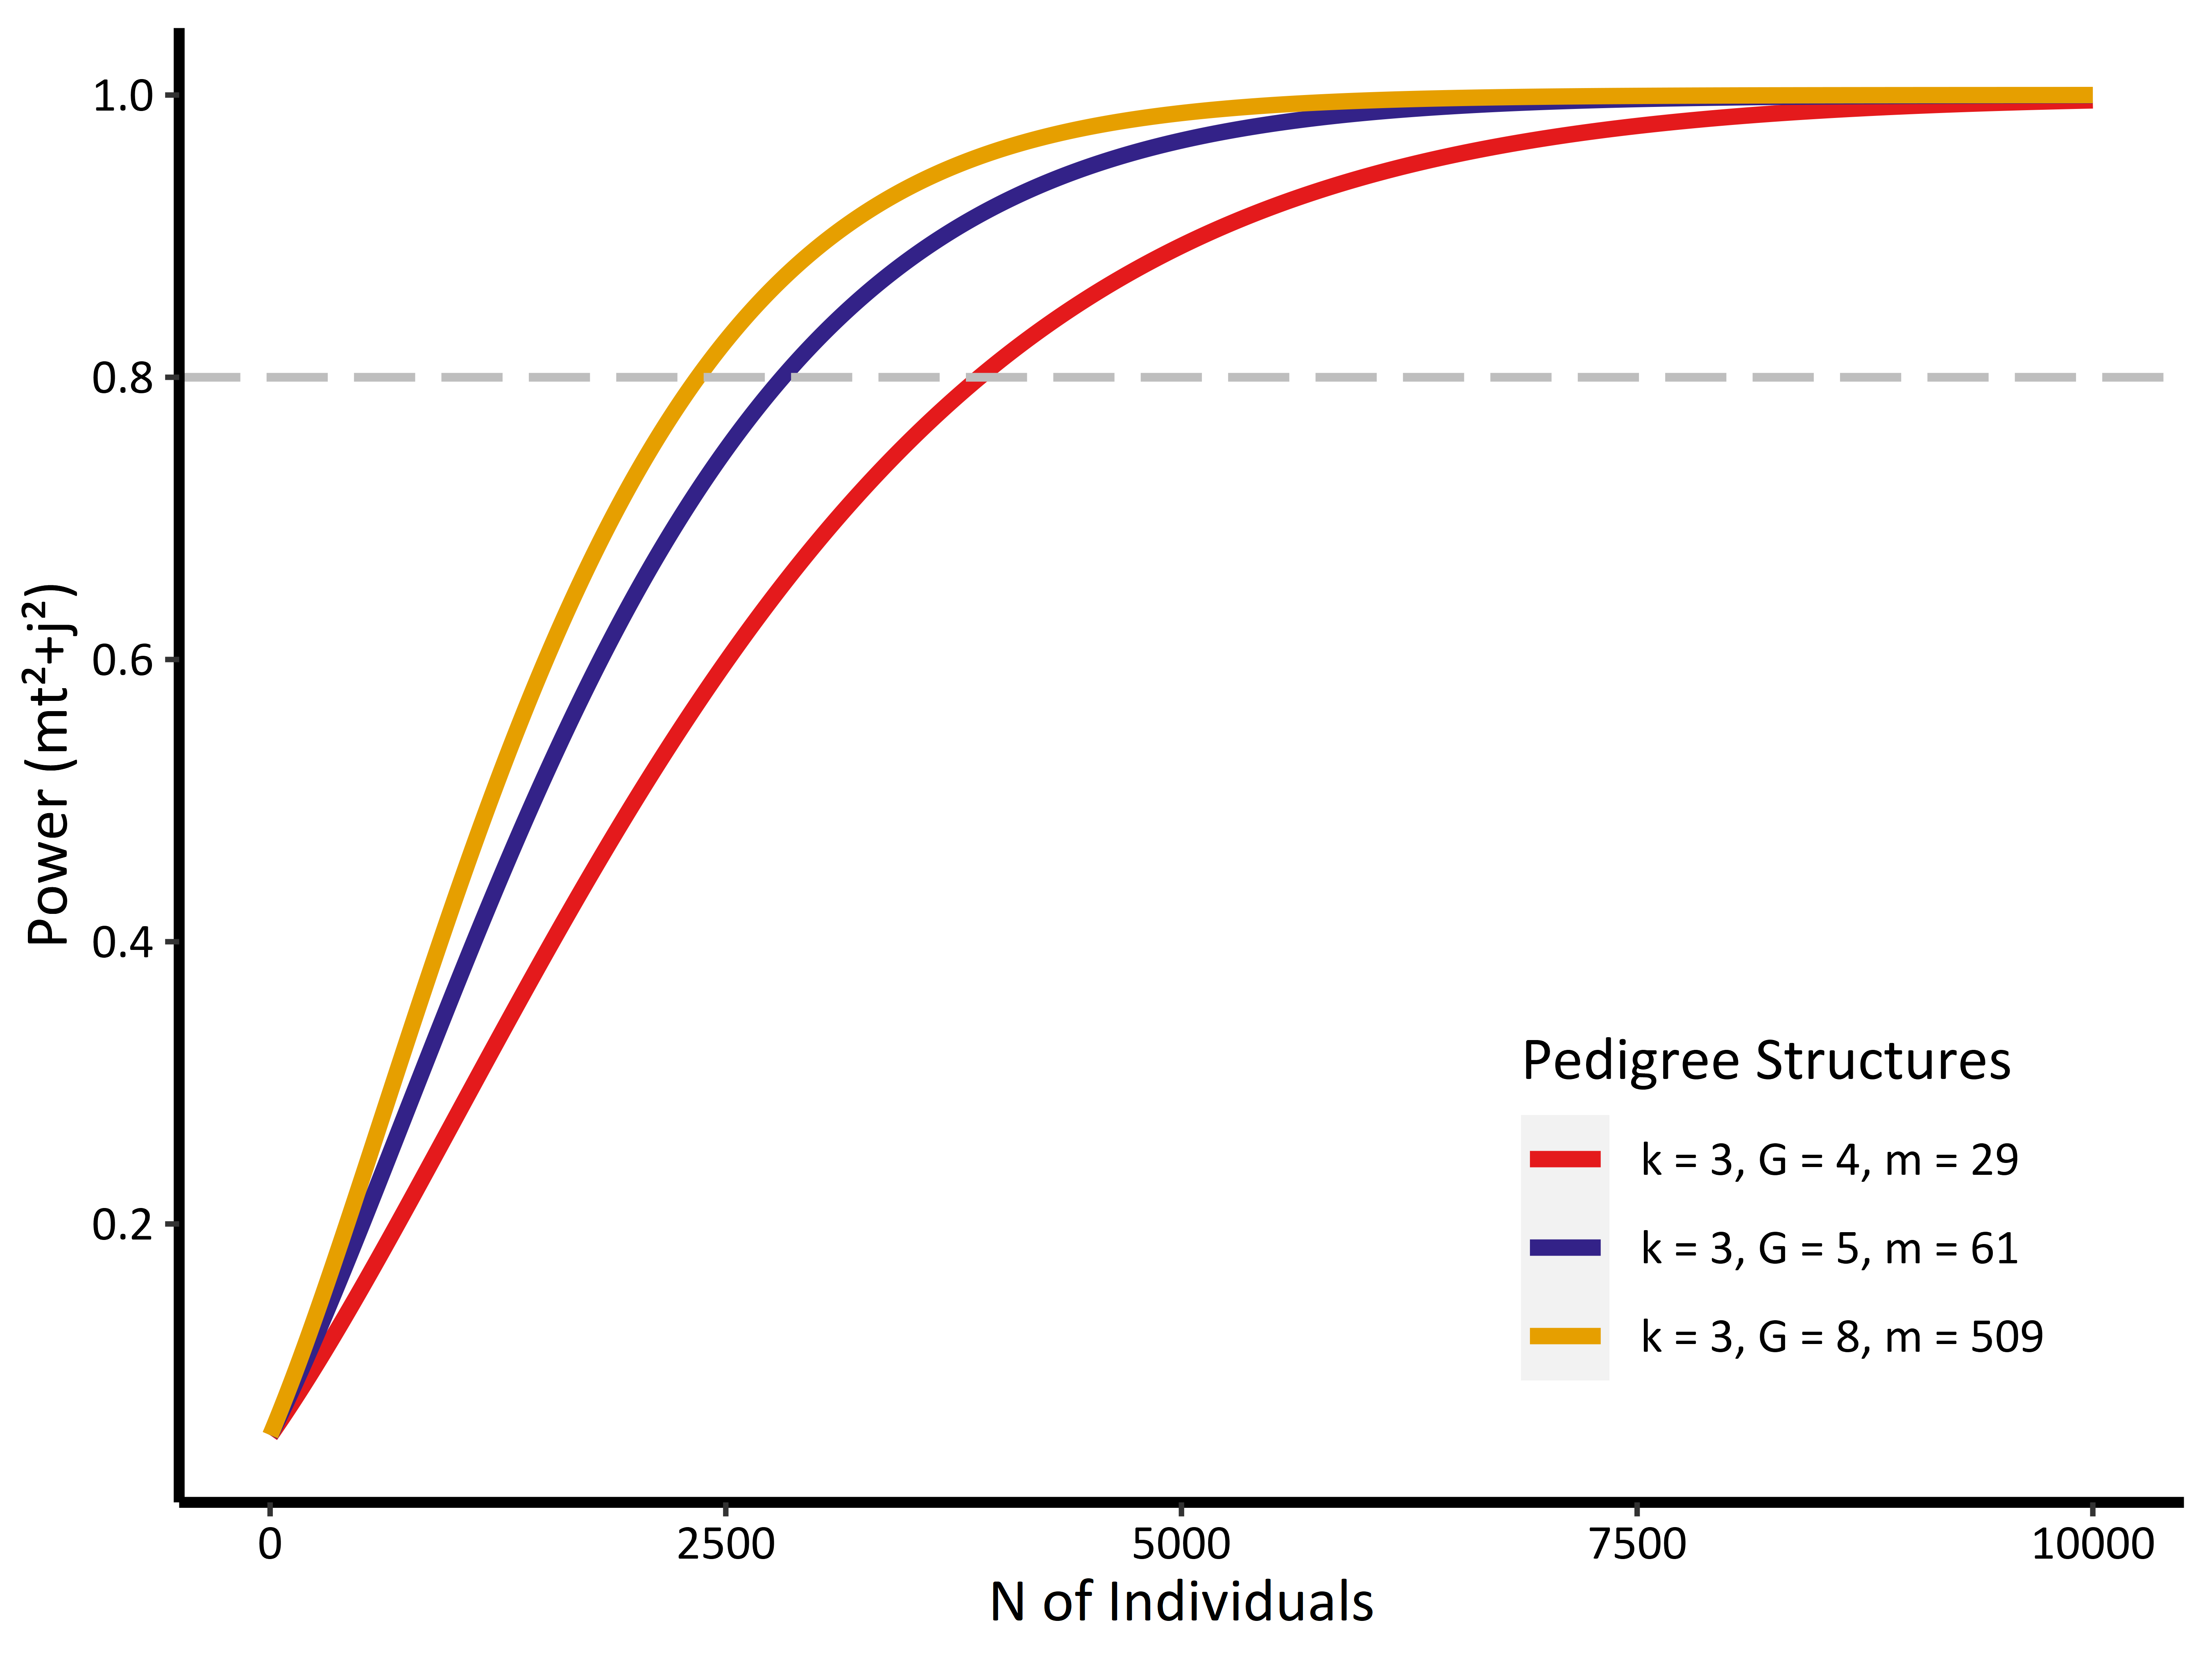 1.0
0.8
0.6
0.4
0.2
Power (mt²+j²)
0
2500
5000
7500
10000
N of Individuals
Pedigree Structures
k = 3, G = 4, m = 29
k = 3, G = 5, m = 61
k = 3, G = 8, m = 509